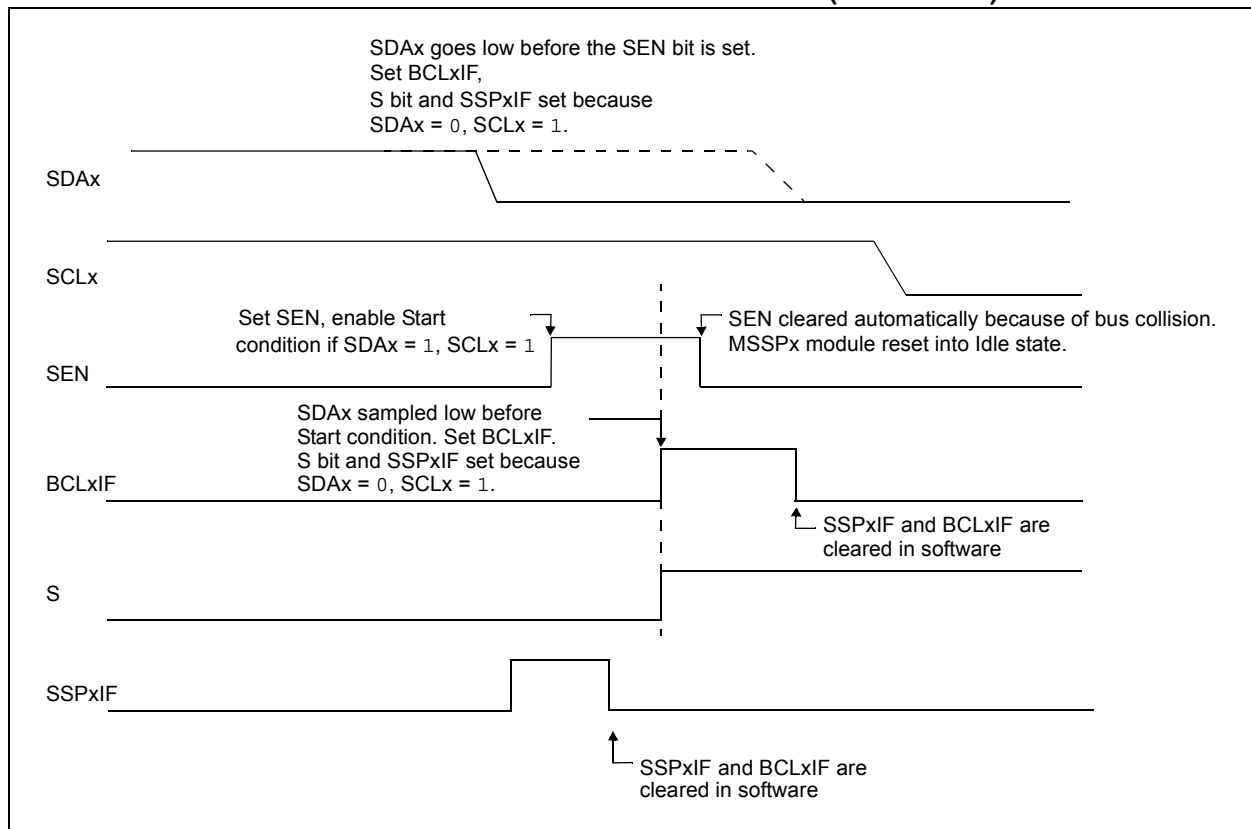 SDAx goes low before the SEN bit is set.
Set BCLxIF,
S bit and SSPxIF set because
SDAx = 0, SCLx = 1.
SDAx
SCLx
Set SEN, enable Start
condition if SDAx = 1, SCLx = 1
SEN cleared automatically because of bus collision.
MSSPx module reset into Idle state.
SEN
SDAx sampled low before
Start condition. Set BCLxIF.
S bit and SSPxIF set because
SDAx = 0, SCLx = 1.
BCLxIF
SSPxIF and BCLxIF are
cleared in software
S
SSPxIF
SSPxIF and BCLxIF are
cleared in software